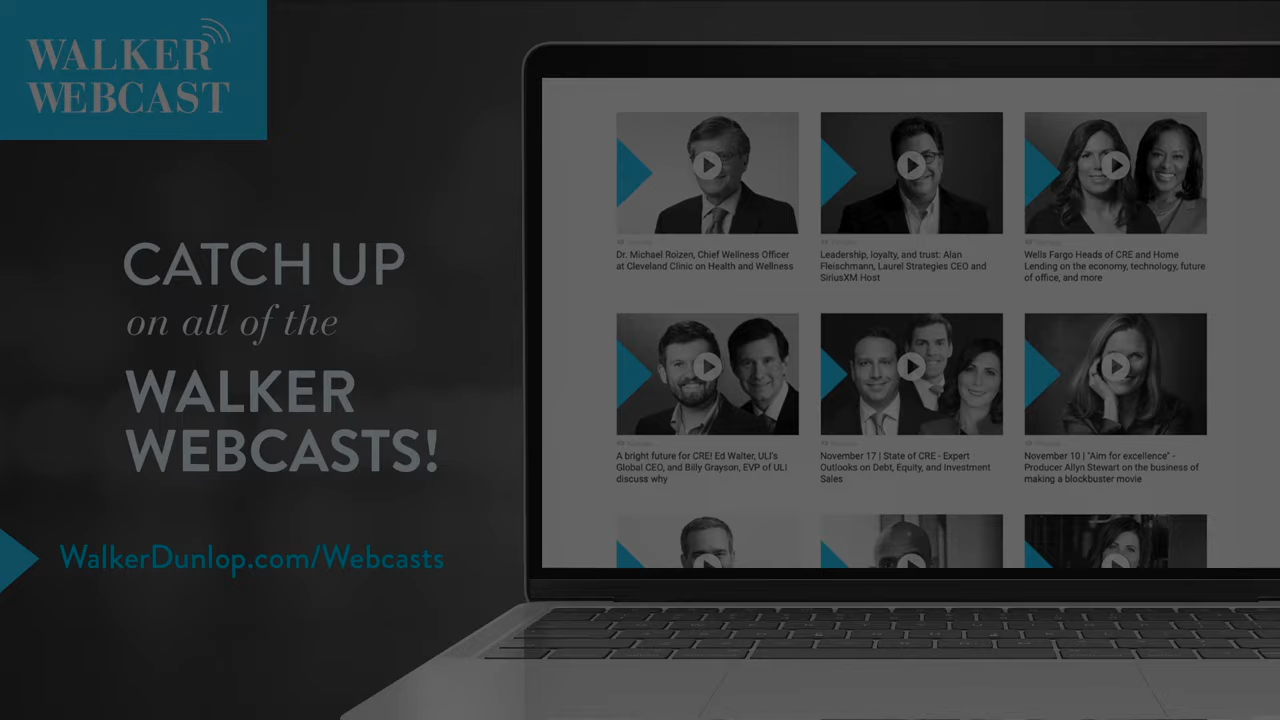 WALKER
WEBCAST
CATCH UP
on all of the
WALKER
WEBCASTS!
WalkerDunlop.com/Webcasts
Dr. Michael Roizen, Chief Wellness Officer
at Cleveland Clinic on Health and Wellness
Leadership, loyalty, and trust: Alan
Fleischmann, Laurel Strategies CEO and
SiriusXM Host
Wells Fargo Heads of CRE and Home
Lending on the economy, technology, future
of office, and more
A bright future for CRE! Ed Walter, ULI's
Global CEO, and Billy Grayson, EVP of ULI
discuss why
November 17 | State of CRE - Expert
Outlooks on Debt, Equity, and Investment
Sales
November 10 | "Aim for excellence" -
Producer Allyn Stewart on the business of
making a blockbuster movie